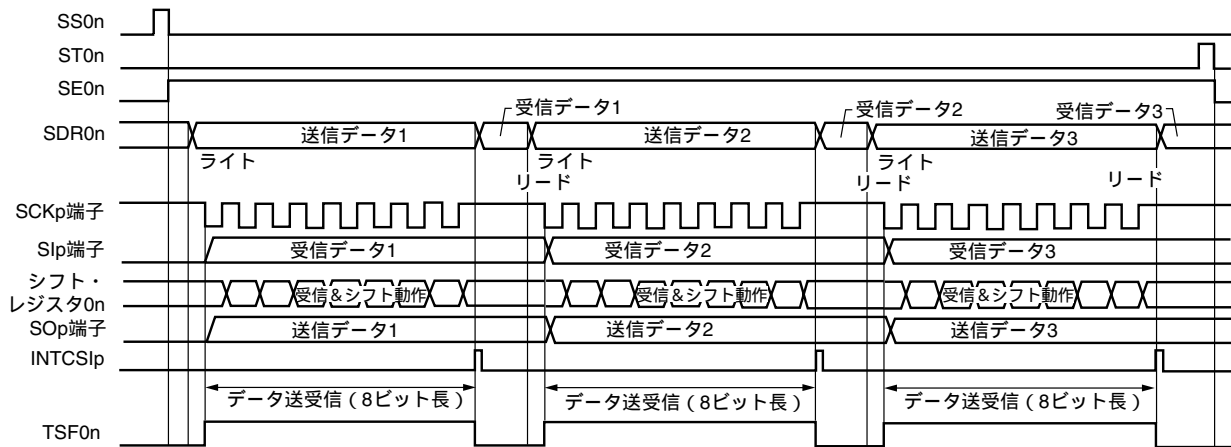 SS0n
ST0n
SE0n
受信データ1
受信データ2
受信データ3
SDR0n
送信データ1
送信データ2
送信データ3
ライト
ライト
ライト
リード
リード
リード
SCKp端子
SIp端子
受信データ1
受信データ2
受信データ3
シフト・
レジスタ0n
受信&シフト動作
受信&シフト動作
受信&シフト動作
SOp端子
送信データ1
送信データ2
送信データ3
INTCSIp
データ送受信(8ビット長)
データ送受信(8ビット長)
データ送受信(8ビット長)
TSF0n